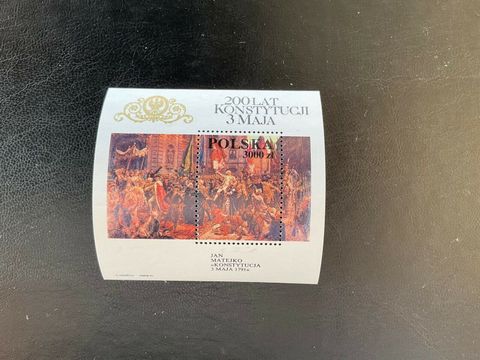 200 LAT
KONSTYTUCJI
3 MAJA
POLSKA
3000 zł
JAN
MATEJKO
»KONSTYTUCJA
3 MAJA 1791«